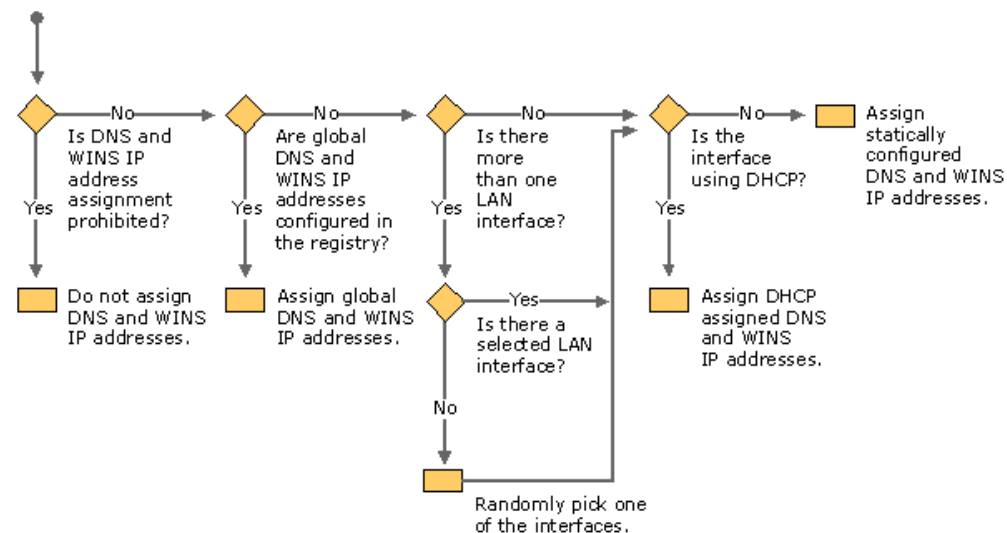 No
Is DNS and
WINS IP
address
assignment
prohibited?
Yes
Do not assign
DNS and WINS
IP addresses.
No
Are global
DNS and
WINS IP
addresses
configured in
the registry?
Yes
Assign global
DNS and WINS
IP addresses.
No
Is there
more
than one
LAN
interface?
Yes
Yes
Is there a
selected LAN
interface?
No
Randomly pick one
of the interfaces.
No
Is the
interface
using DHCP?
Yes
Assign DHCP
assigned DNS
and WINS
IP addresses.
Assign
statically
configured
DNS and WINS
IP addresses.